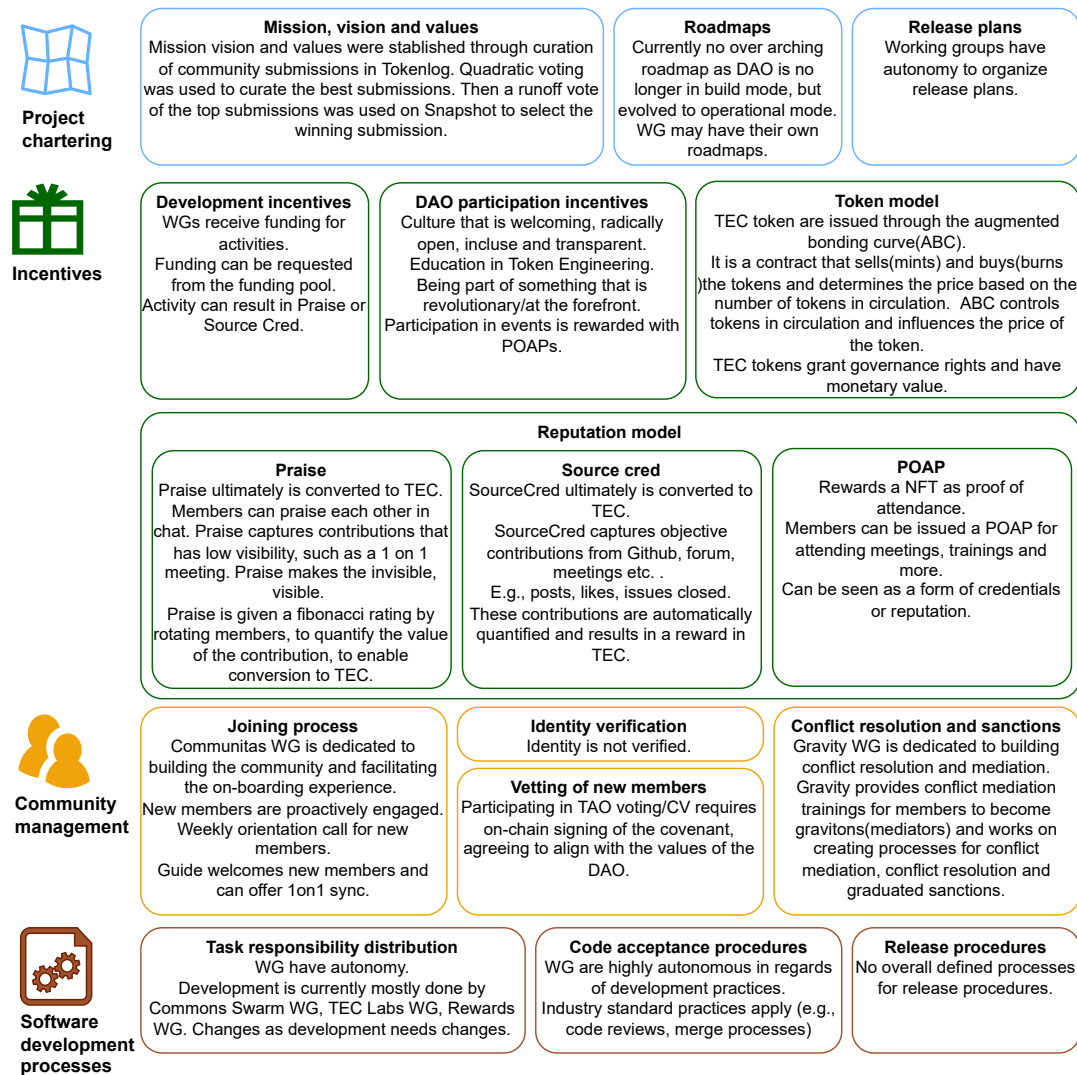 Project
chartering
Mission, vision and values
Mission vision and values were stablished through curation
of community submissions in Tokenlog. Quadratic voting
was used to curate the best submissions. Then a runoff vote
of the top submissions was used on Snapshot to select the
winning submission.
Roadmaps
Currently no over arching
roadmap as DAO is no
longer in build mode, but
evolved to operational mode.
WG may have their own
roadmaps.
Release plans
Working groups have
autonomy to organize
release plans.
Incentives
Development incentives
WGs receive funding for
activities.
Funding can be requested
from the funding pool.
Activity can result in Praise or
Source Cred.
DAO participation incentives
Culture that is welcoming, radically
open, incluse and transparent.
Education in Token Engineering.
Being part of something that is
revolutionary/at the forefront.
Participation in events is rewarded with
POAPs.
Token model
TEC token are issued through the augmented
bonding curve(ABC).
It is a contract that sells(mints) and buys(burns
)the tokens and determines the price based on the
number of tokens in circulation.  ABC controls
tokens in circulation and influences the price of
the token.
TEC tokens grant governance rights and have
monetary value.
Reputation model
Praise
Praise ultimately is converted to TEC.
Members can praise each other in
chat. Praise captures contributions that
has low visibility, such as a 1 on 1
meeting. Praise makes the invisible,
visible.
Praise is given a fibonacci rating by
rotating members, to quantify the value
of the contribution, to enable
conversion to TEC.
Source cred
SourceCred ultimately is converted to
TEC.
SourceCred captures objective
contributions from Github, forum,
meetings etc. .
E.g., posts, likes, issues closed.
These contributions are automatically
quantified and results in a reward in
TEC.
POAP
Rewards a NFT as proof of
attendance.
Members can be issued a POAP for
attending meetings, trainings and
more.
Can be seen as a form of credentials
or reputation.
Community
management
Joining process
Communitas WG is dedicated to
building the community and facilitating
the on-boarding experience.
New members are proactively engaged.
Weekly orientation call for new
members.
Guide welcomes new members and
can offer 1on1 sync.
Identity verification
Identity is not verified.
Vetting of new members
Participating in TAO voting/CV requires
on-chain signing of the covenant,
agreeing to align with the values of the
DAO.
Conflict resolution and sanctions
Gravity WG is dedicated to building
conflict resolution and mediation.
Gravity provides conflict mediation
trainings for members to become
gravitons(mediators) and works on
creating processes for conflict
mediation, conflict resolution and
graduated sanctions.
Software
development
processes
Task responsibility distribution
WG have autonomy.
Development is currently mostly done by
Commons Swarm WG, TEC Labs WG, Rewards
WG. Changes as development needs changes.
Code acceptance procedures
WG are highly autonomous in regards
of development practices.
Industry standard practices apply (e.g.,
code reviews, merge processes)
Release procedures
No overall defined processes
for release procedures.